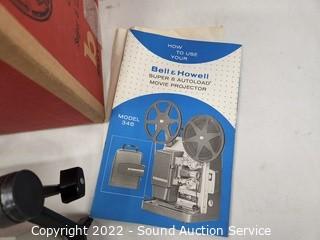 HOW
TO USE
YOUR
Bell & Howell
SUPER 8 AUTOLOAD®
MOVIE PROJECTOR
MODEL
346
Copyright 2022 - Sound Auction Service